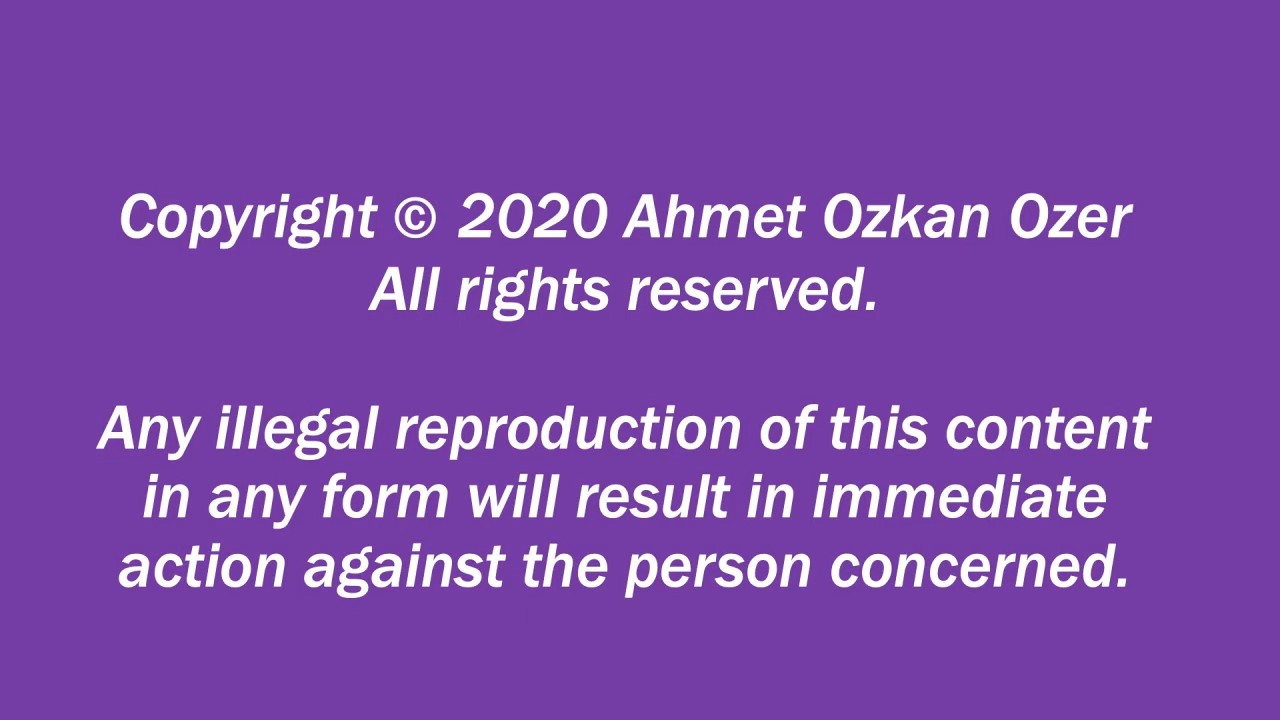 Copyright © 2020 Ahmet Ozkan Ozer
All rights reserved.
Any illegal reproduction of this content
in any form will result in immediate
action against the person concerned.